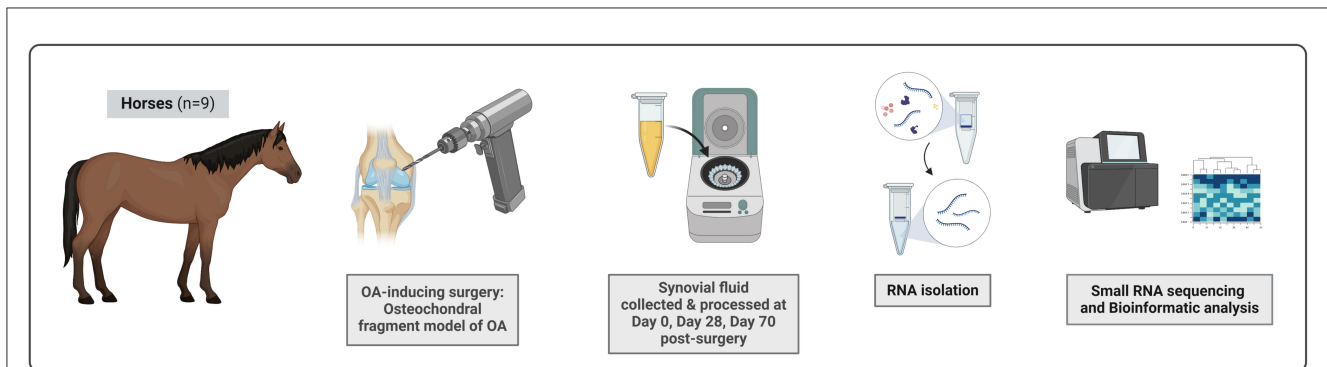 Horses (n=9)
OA-inducing surgery:
Osteochondral
fragment model of OA
Synovial fluid
collected & processed at
Day 0, Day 28, Day 70
post-surgery
RNA isolation
Small RNA sequencing
and Bioinformatic analysis